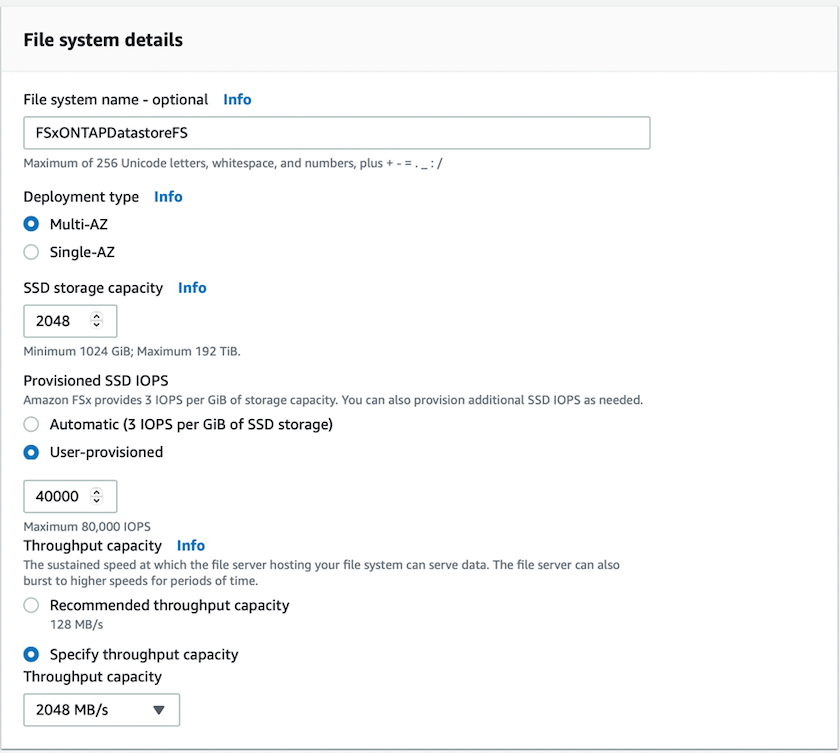 File system details
File system name - optional Info
FSxONTAPDatastoreFS
Maximum of 256 Unicode letters, whitespace, and numbers, plus + - = . _ : /
Deployment type Info
Multi-AZ
Single-AZ
SSD storage capacity Info
2048
Minimum 1024 GiB; Maximum 192 TiB.
Provisioned SSD IOPS
Amazon FSx provides 3 IOPS per GiB of storage capacity. You can also provision additional SSD IOPS as needed.
Automatic (3 IOPS per GiB of SSD storage)
User-provisioned
40000
Maximum 80,000 IOPS
Throughput capacity Info
The sustained speed at which the file server hosting your file system can serve data. The file server can also
burst to higher speeds for periods of time.
Recommended throughput capacity
128 MB/s
Specify throughput capacity
Throughput capacity
2048 MB/s